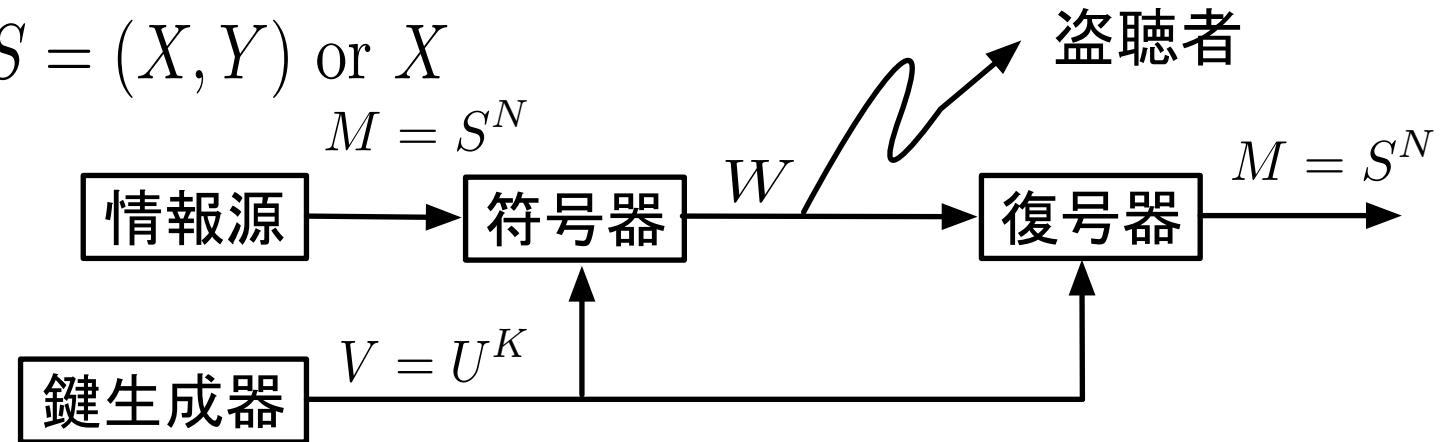 S = (X, Y) or X
盗聴者
M = S^N
情報源
符号器
W
復号器
M = S^N
鍵生成器
V = U^K